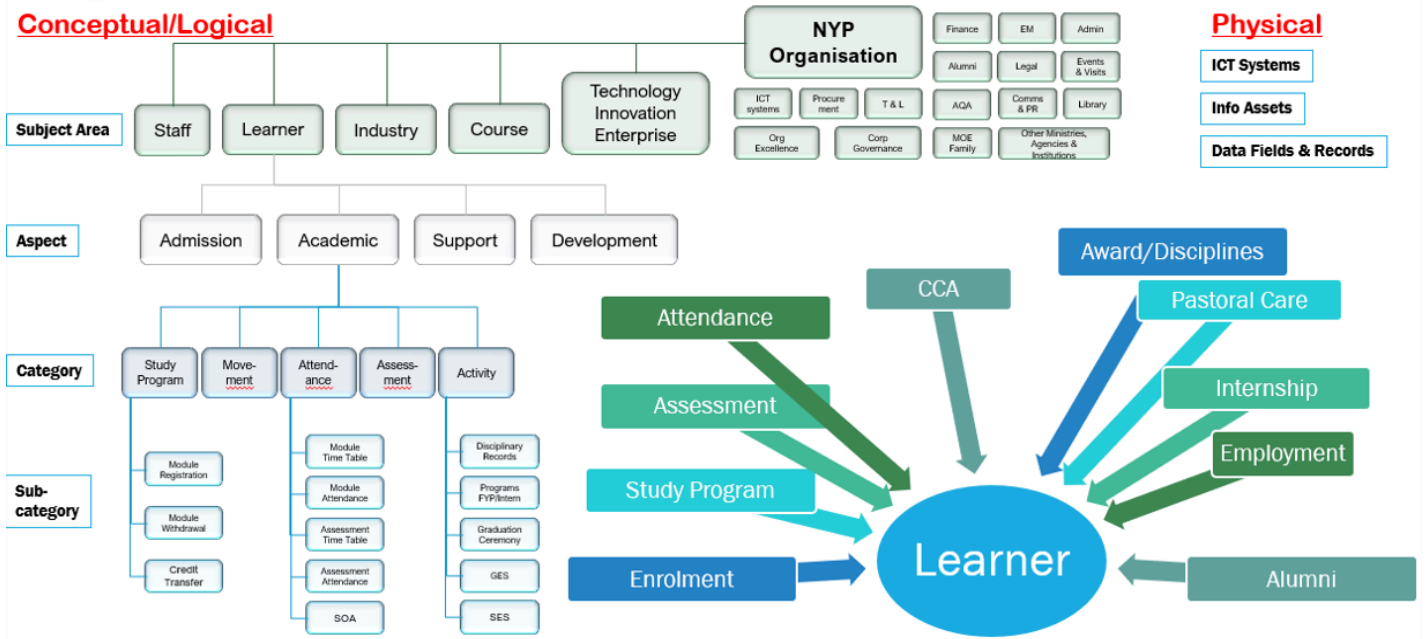 Conceptual/Logical
NYP
Organisation
Finance
EM
Admin
Physical
Alumni
Legal
Events
& Visits
ICT Systems
ICT
systems
Procure
ment
T & L
AQA
Comms
& PR
Library
Info Assets
Org
Excellence
Corp
Governance
MOE
Family
Other Ministries,
Agencies &
Institutions
Data Fields & Records
Subject Area
Staff
Learner
Industry
Course
Technology
Innovation
Enterprise
Aspect
Admission
Academic
Support
Development
Category
Study
Program
Move-
ment
Attend-
ance
Assess-
ment
Activity
Sub-
category
Module
Registration
Module
Withdrawal
Credit
Transfer
Module
Time Table
Module
Attendance
Assessment
Time Table
Assessment
Attendance
SOA
Disciplinary
Records
Programs
FYP/Intern
Graduation
Ceremony
GES
SES
Attendance
Assessment
Study Program
Enrolment
CCA
Award/Disciplines
Pastoral Care
Internship
Employment
Alumni
Learner